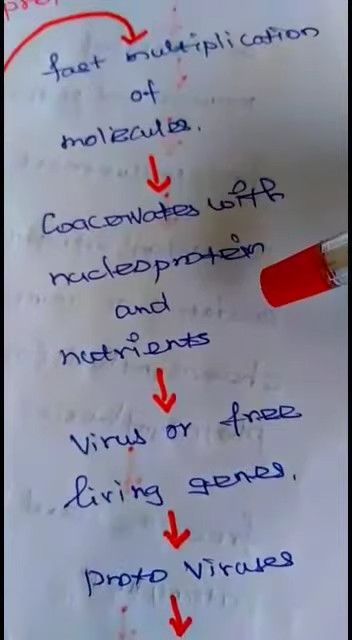 fast multiplication
of
molecules.
Coacervates with
nucleoprotein
and
nutrients
Virus or free
living genes.
Proto Viruses